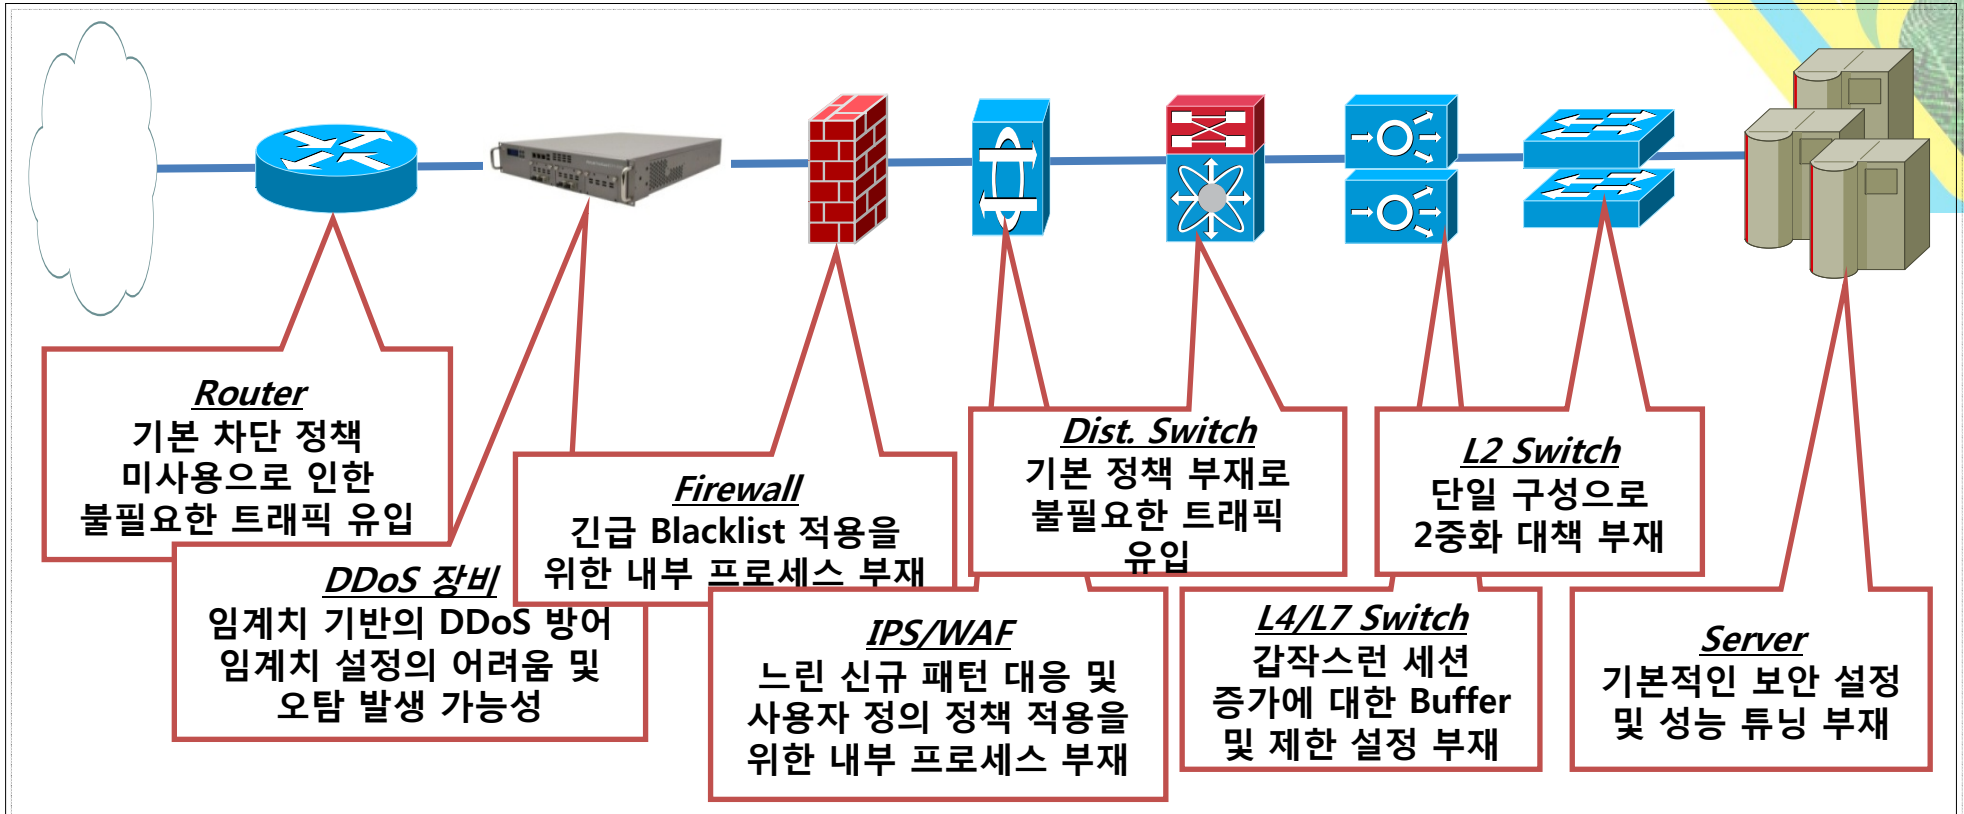 Router
기본 차단 정책
미사용으로 인한
불필요한 트래픽 유입
DDoS 장비
임계치 기반의 DDoS 방어
임계치 설정의 어려움 및
오탐 발생 가능성
Firewall
긴급 Blacklist 적용을
위한 내부 프로세스 부재
IPS/WAF
느린 신규 패턴 대응 및
사용자 정의 정책 적용을
위한 내부 프로세스 부재
Dist. Switch
기본 정책 부재로
불필요한 트래픽
유입
L4/L7 Switch
갑작스런 세션
증가에 대한 Buffer
및 제한 설정 부재
L2 Switch
단일 구성으로
2중화 대책 부재
Server
기본적인 보안 설정
및 성능 튜닝 부재